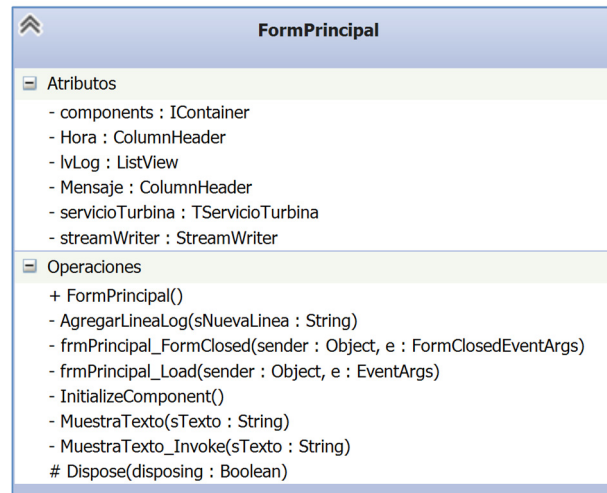 FormPrincipal
Atributos
- components : IContainer
- Hora : ColumnHeader
- lvLog : ListView
- Mensaje : ColumnHeader
- servicioTurbina : TServicioTurbina
- streamWriter : StreamWriter
Operaciones
+ FormPrincipal()
- AgregarLineaLog(sNuevaLinea : String)
- frmPrincipal_FormClosed(sender : Object, e : FormClosedEventArgs)
- frmPrincipal_Load(sender : Object, e : EventArgs)
- InitializeComponent()
- MuestraTexto(sTexto : String)
- MuestraTexto_Invoke(sTexto : String)
# Dispose(disposing : Boolean)